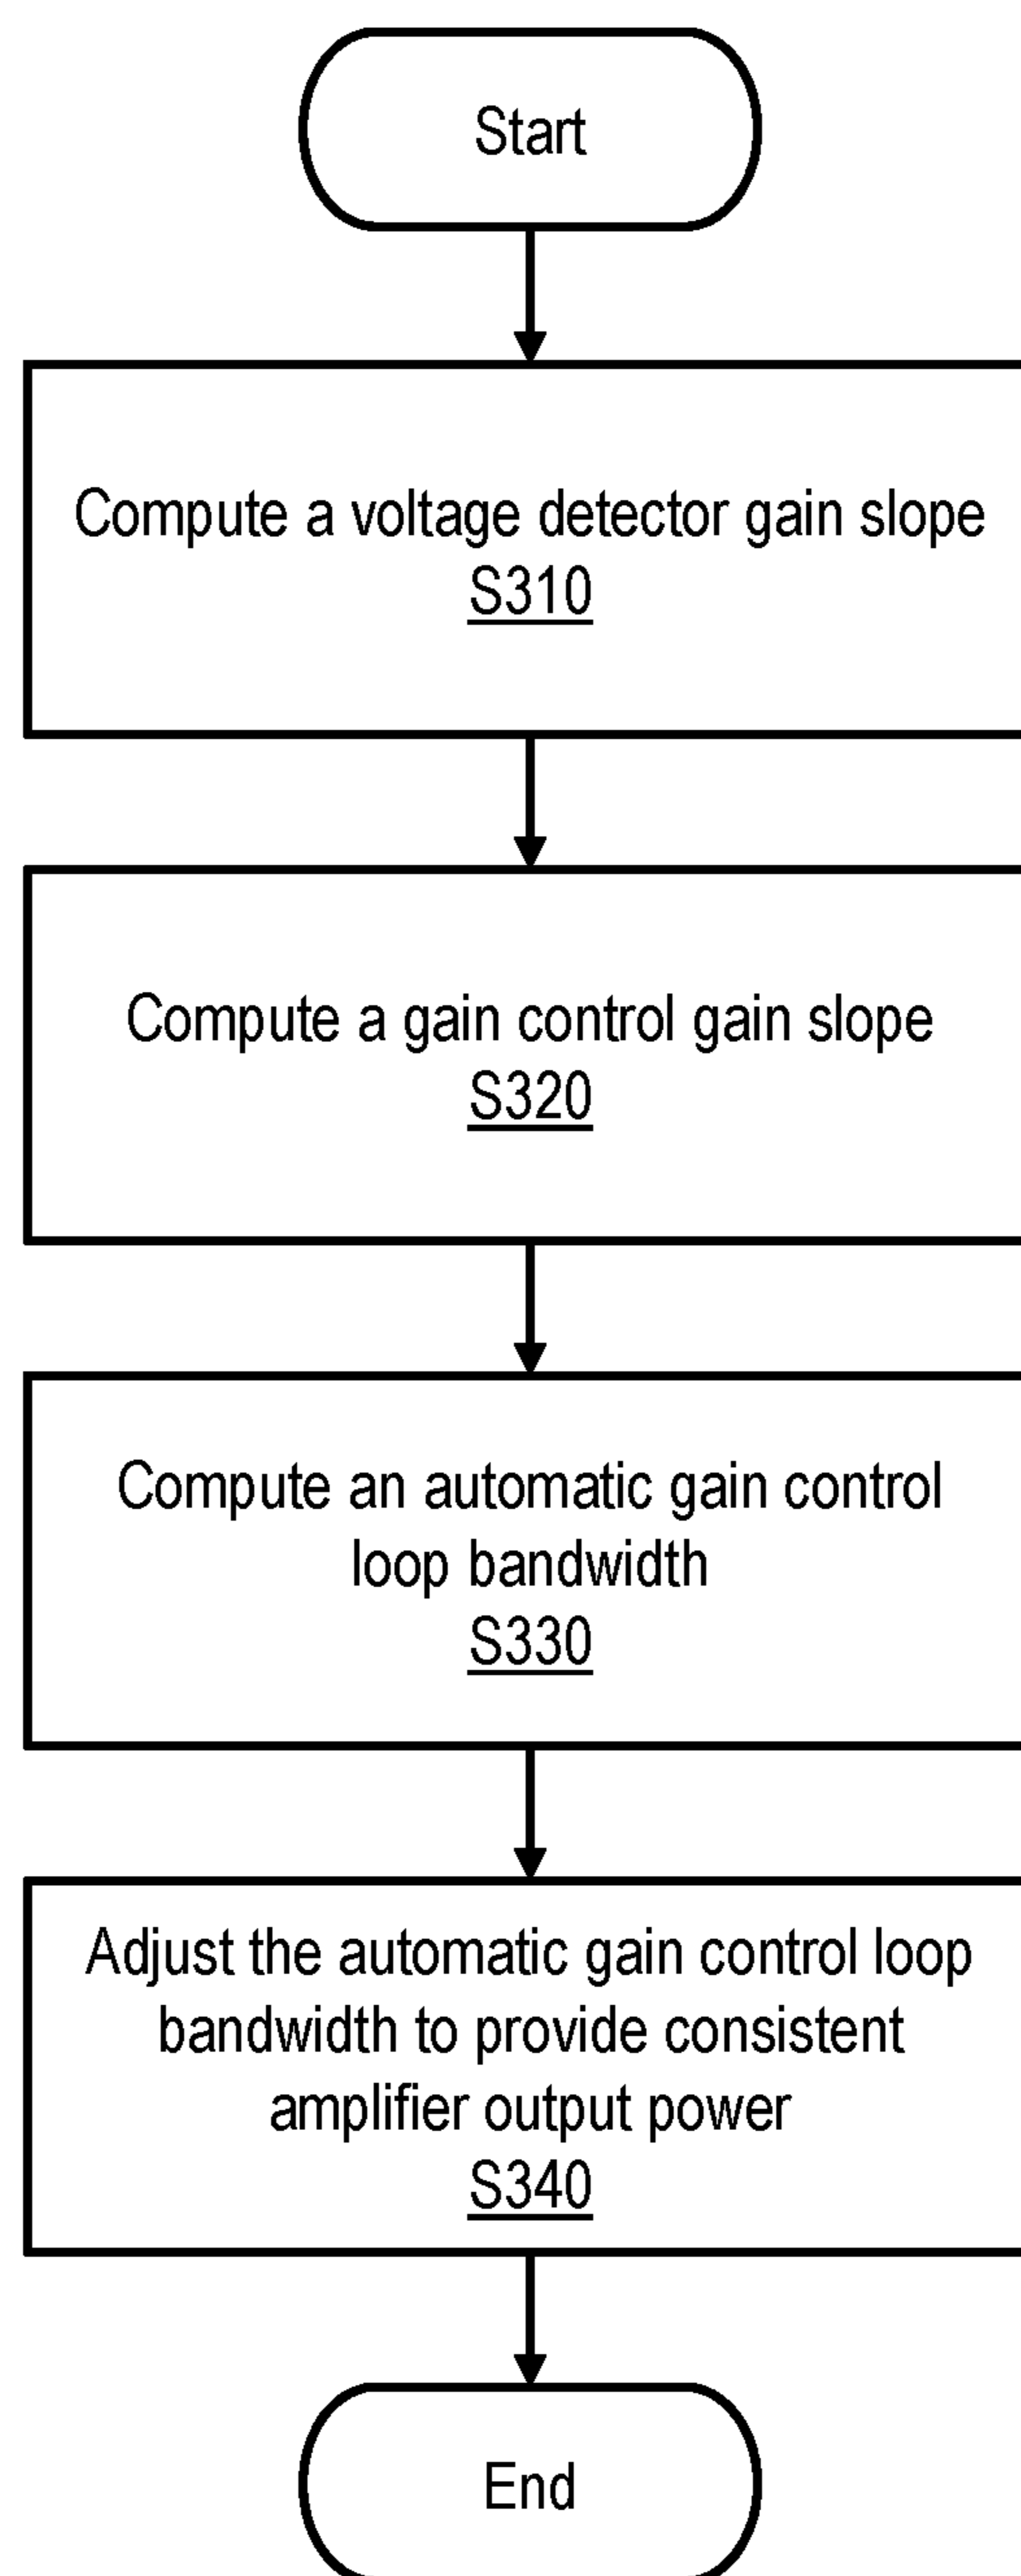 Start
Compute a voltage detector gain slope
S310
Compute a gain control gain slope
S320
Compute an automatic gain control
loop bandwidth
S330
Adjust the automatic gain control loop
bandwidth to provide consistent
amplifier output power
S340
End